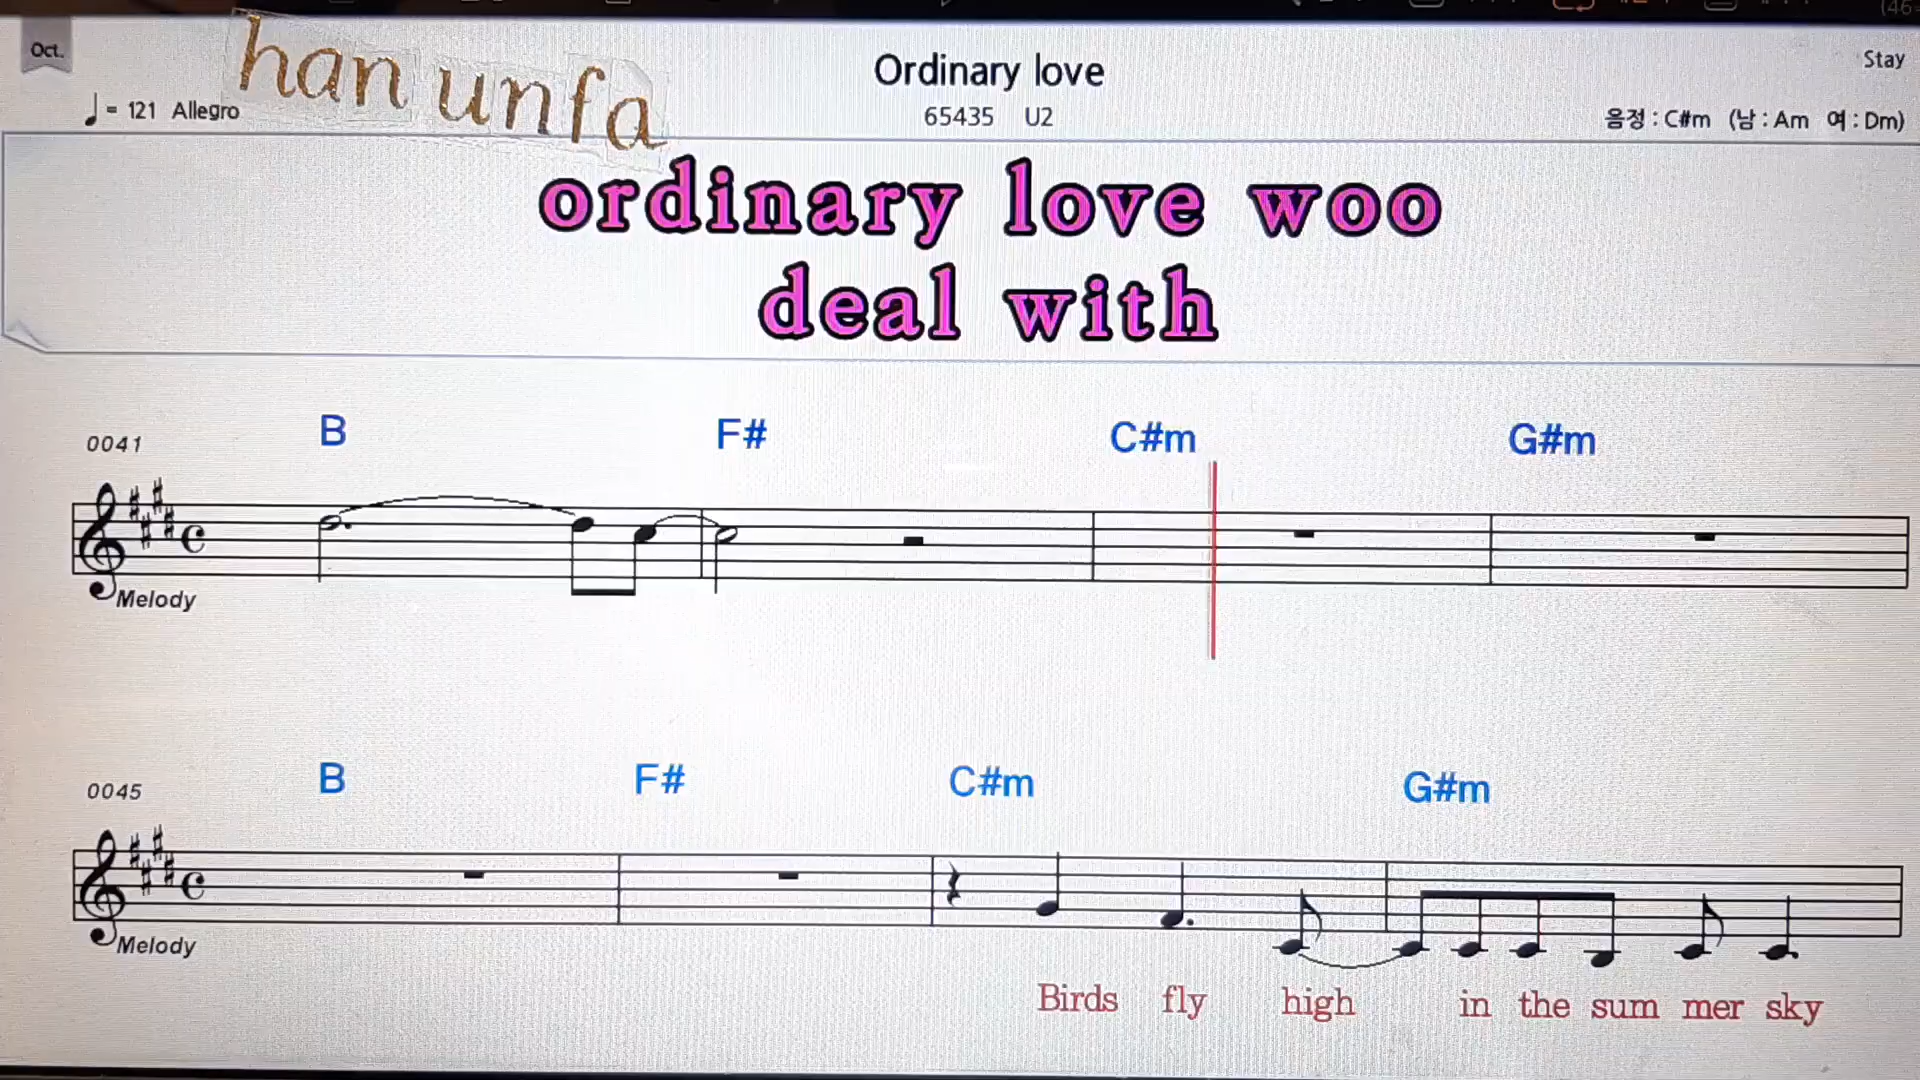 Oct.
han unfa
Ordinary love
Stay
♩ = 121 Allegro
65435 U2
음정 : C#m (남 : Am 여 : Dm)
ordinary love woo
deal with
0041 B F# C#m G#m
Melody
0045 B F# C#m G#m
Melody
Birds fly high in the sum mer sky